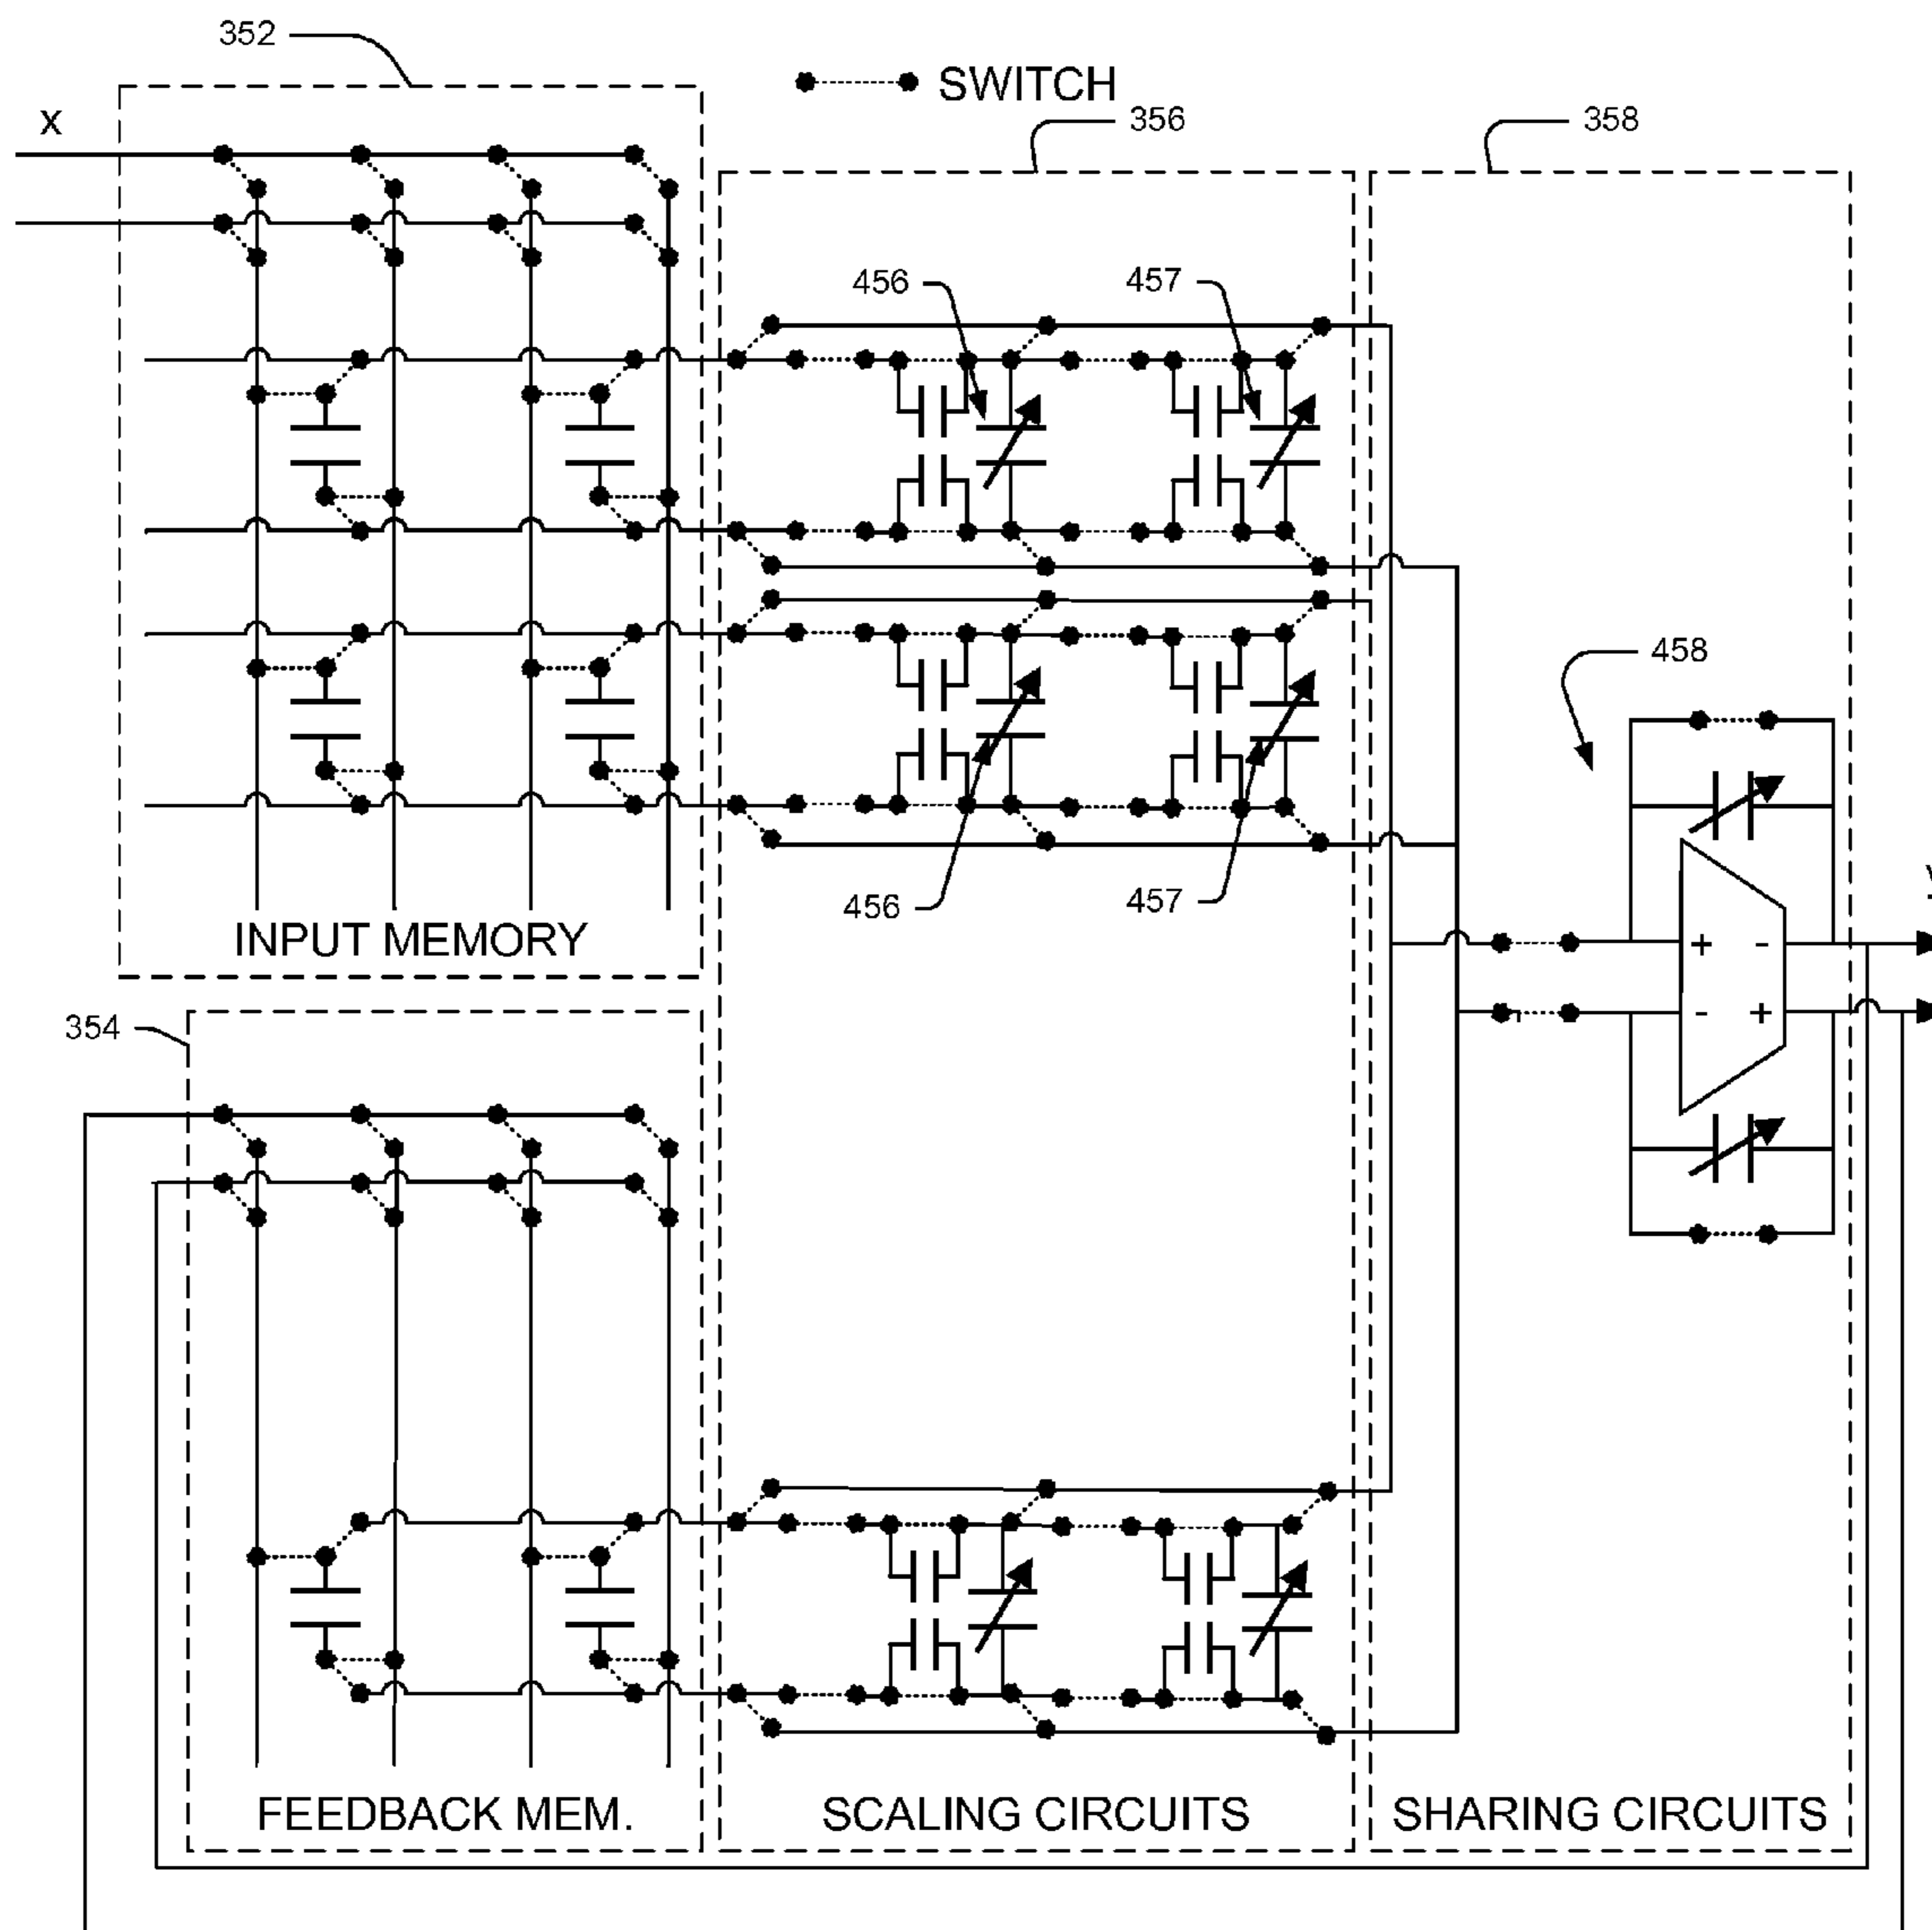 352
SWITCH
X
356
358
456
457
458
456
457
y
INPUT MEMORY
+
-
-
+
354
FEEDBACK MEM.
SCALING CIRCUITS
SHARING CIRCUITS